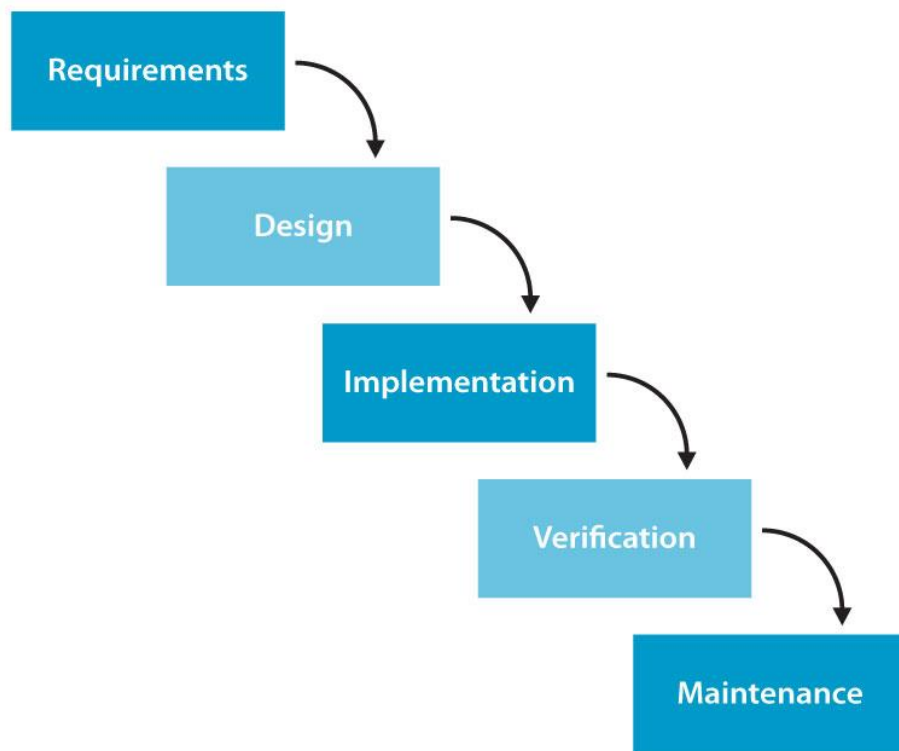 Requirements
Design
Implementation
Verification
Maintenance